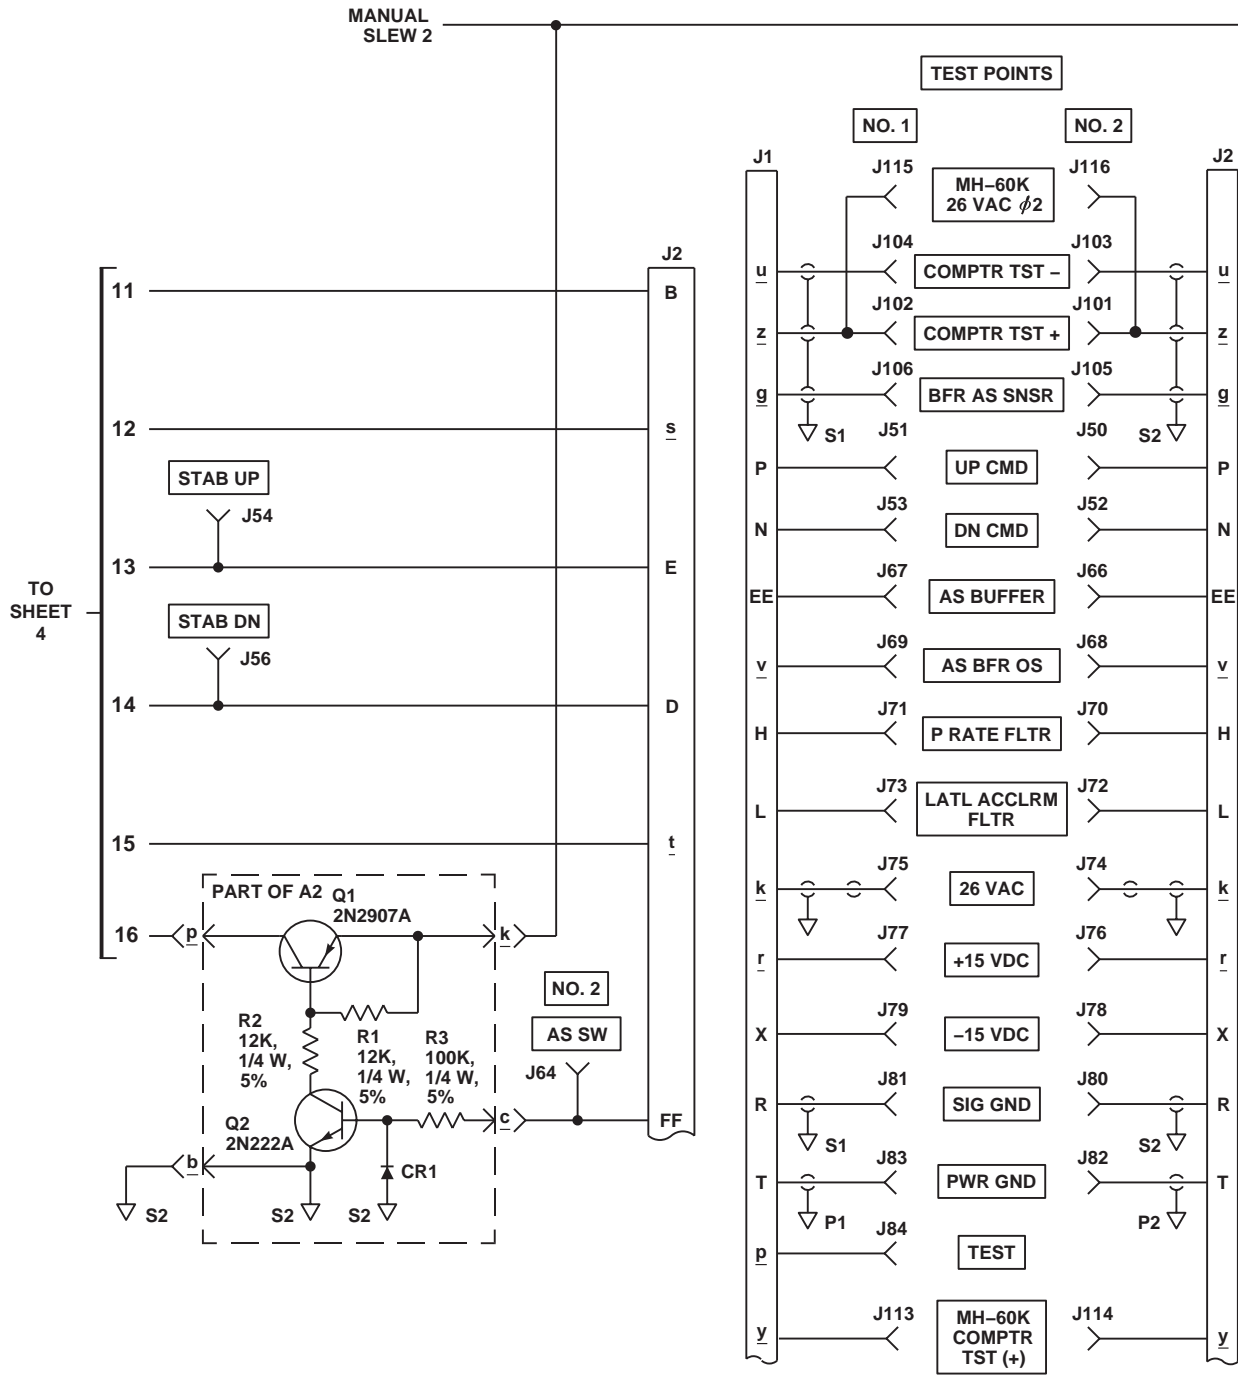 MANUAL
SLEW 2
TEST POINTS
NO. 1
NO. 2
J1
J115
MH–60K
26 VAC ϕ2
J116
J2
u
J104
COMPTR TST –
J103
u
z
J102
COMPTR TST +
J101
z
g
J106
BFR AS SNSR
J105
g
S1
S2
P
J51
UP CMD
J50
P
N
J53
DN CMD
J52
N
EE
J67
AS BUFFER
J66
EE
v
J69
AS BFR OS
J68
v
H
J71
P RATE FLTR
J70
H
L
J73
LATL ACCLRM
FLTR
J72
L
k
J75
26 VAC
J74
k
r
J77
+15 VDC
J76
r
X
J79
–15 VDC
J78
X
R
J81
SIG GND
J80
R
S1
S2
T
J83
PWR GND
J82
T
P1
P2
p
J84
TEST
y
J113
MH–60K
COMPTR
TST (+)
J114
y
TO
SHEET
4
J2
11
B
12
s
STAB UP
J54
13
E
STAB DN
J56
14
D
15
t
PART OF A2
Q1
2N2907A
16
p
k
NO. 2
AS SW
J64
R2
12K,
1/4 W,
5%
R1
12K,
1/4 W,
5%
R3
100K,
1/4 W,
5%
c
FF
Q2
2N222A
b
CR1
S2
S2
S2